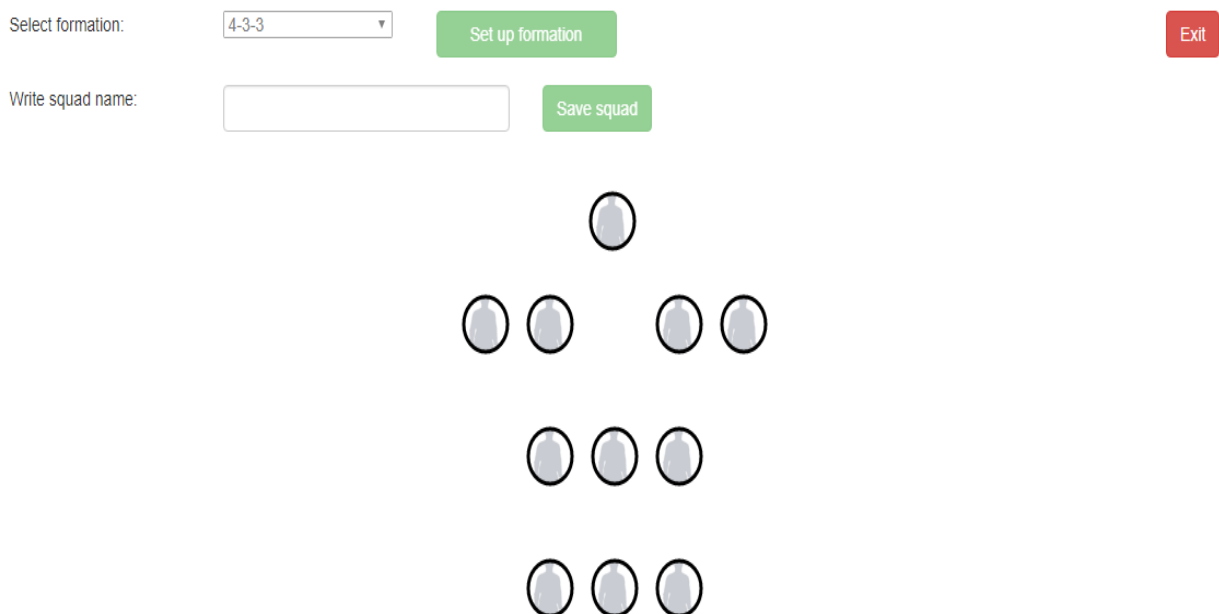 Select formation:
4-3-3
Set up formation
Exit
Write squad name:
Save squad